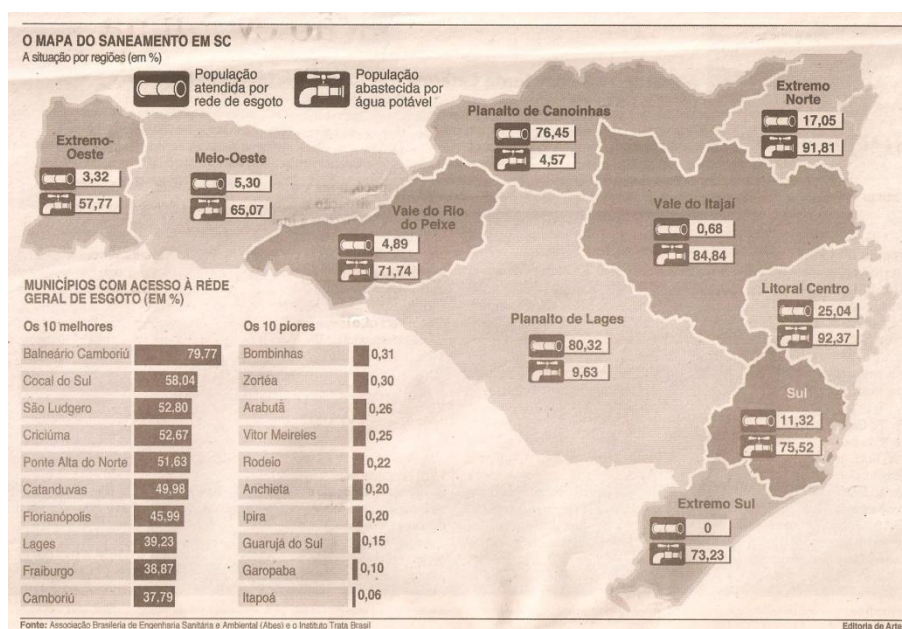 O MAPA DO SANEAMENTO EM SC
A situação por regiões (em %)
População
atendida por
rede de esgoto
População
abastecida por
água potável
Extremo-
Oeste
3,32
57,77
Meio-Oeste
5,30
65,07
Vale do Rio
do Peixe
4,89
71,74
Planalto de Canoinhas
76,45
4,57
Extremo
Norte
17,05
91,81
Vale do Itajaí
0,68
84,84
Litoral Centro
25,04
92,37
Planalto de Lages
80,32
9,63
Sul
11,32
75,52
Extremo Sul
0
73,23
MUNICÍPIOS COM ACESSO À REDE
GERAL DE ESGOTO (EM %)
Os 10 melhores
Balneário Camboriú 79,77
Cocal do Sul 58,04
São Ludgero 52,80
Criciúma 52,67
Ponte Alta do Norte 51,63
Catanduvas 49,98
Florianópolis 45,99
Lages 39,23
Fraiburgo 38,87
Camboriú 37,79
Os 10 piores
Bombinhas 0,31
Zortéa 0,30
Arabutã 0,26
Vitor Meireles 0,25
Rodeio 0,22
Anchieta 0,20
Ipira 0,20
Guarujá do Sul 0,15
Garopaba 0,10
Itapoá 0,06
Fonte: Associação Brasileira de Engenharia Sanitária e Ambiental (Abes) e o Instituto Trata Brasil
Editoria de Arte